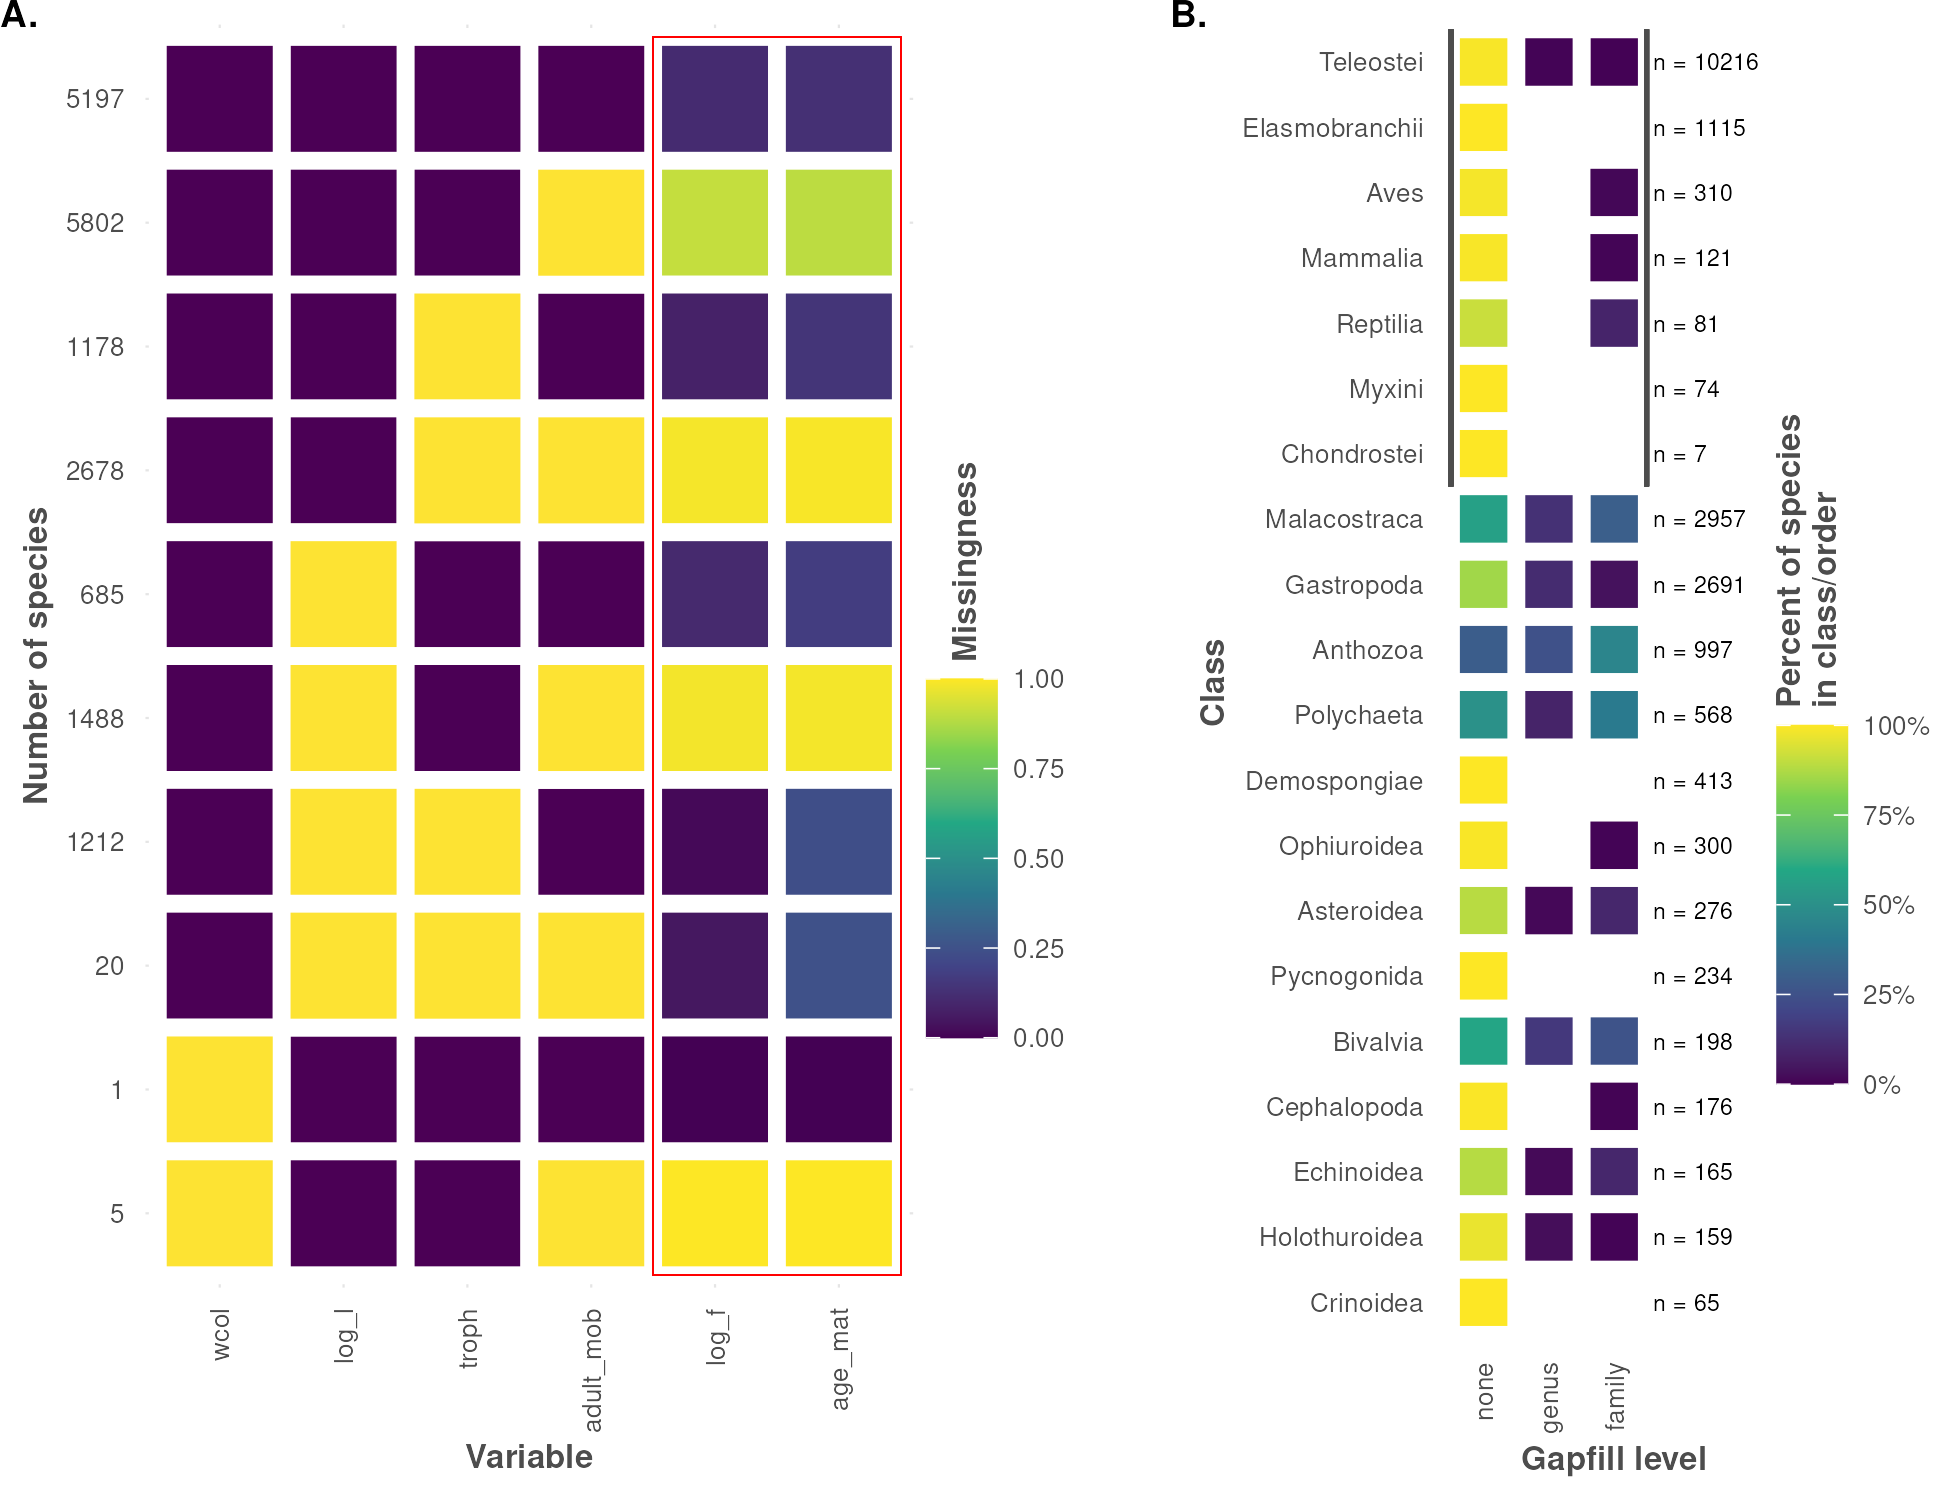 A.
Number of species
5197
5802
1178
2678
685
1488
1212
20
1
5
wcol
log_l
troph
adult_mob
log_f
age_mat
Variable
Missingness
1.00
0.75
0.50
0.25
0.00
B.
Class
Teleostei n = 10216
Elasmobranchii n = 1115
Aves n = 310
Mammalia n = 121
Reptilia n = 81
Myxini n = 74
Chondrostei n = 7
Malacostraca n = 2957
Gastropoda n = 2691
Anthozoa n = 997
Polychaeta n = 568
Demospongiae n = 413
Ophiuroidea n = 300
Asteroidea n = 276
Pycnogonida n = 234
Bivalvia n = 198
Cephalopoda n = 176
Echinoidea n = 165
Holothuroidea n = 159
Crinoidea n = 65
none
genus
family
Gapfill level
Percent of species
in class/order
100%
75%
50%
25%
0%